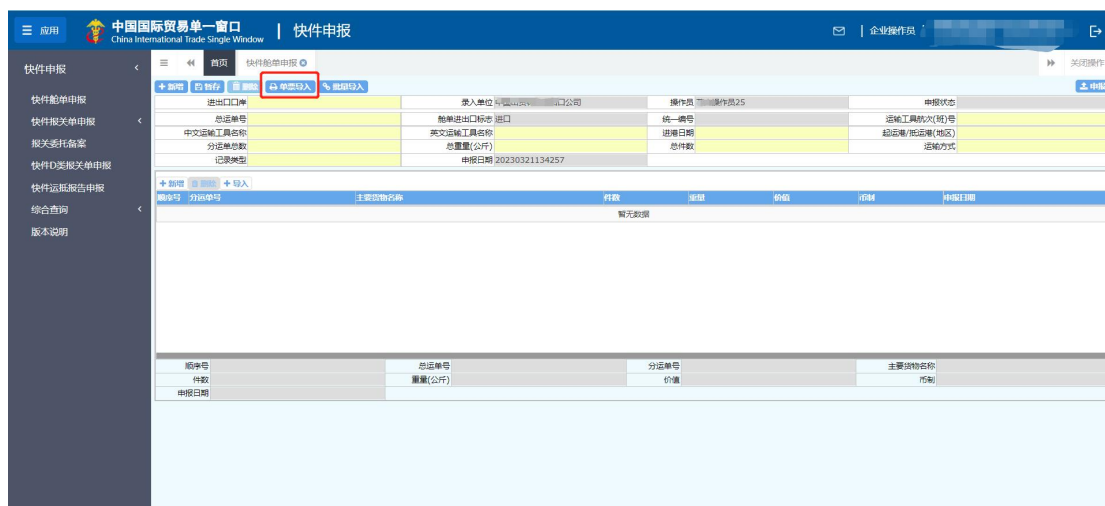 应用
中国国际贸易单一窗口 | 快件申报
China International Trade Single Window
企业操作员
快件申报
首页 快件舱单申报
关闭操作
快件舱单申报
快件报关单申报
报关委托备案
快件D类报关单申报
快件运抵报告申报
综合查询
版本说明
新增 暂存 删除 单票导入 批量导入 申报
进出口口岸 录入单位 口公司 操作员 操作员25 申报状态
总运单号 舱单进出口标志 进口 统一编号 运输工具航次(班)号
中文运输工具名称 英文运输工具名称 进港日期 起运港/抵运港(地区)
分运单总数 总重量(公斤) 总件数 运输方式
记录类型 申报日期 20230321134257
新增 删除 导入
顺序号 分运单号 主要货物名称 件数 重量 价值 币制 申报日期
暂无数据
顺序号 总运单号 分运单号 主要货物名称
件数 重量(公斤) 价值 币制
申报日期